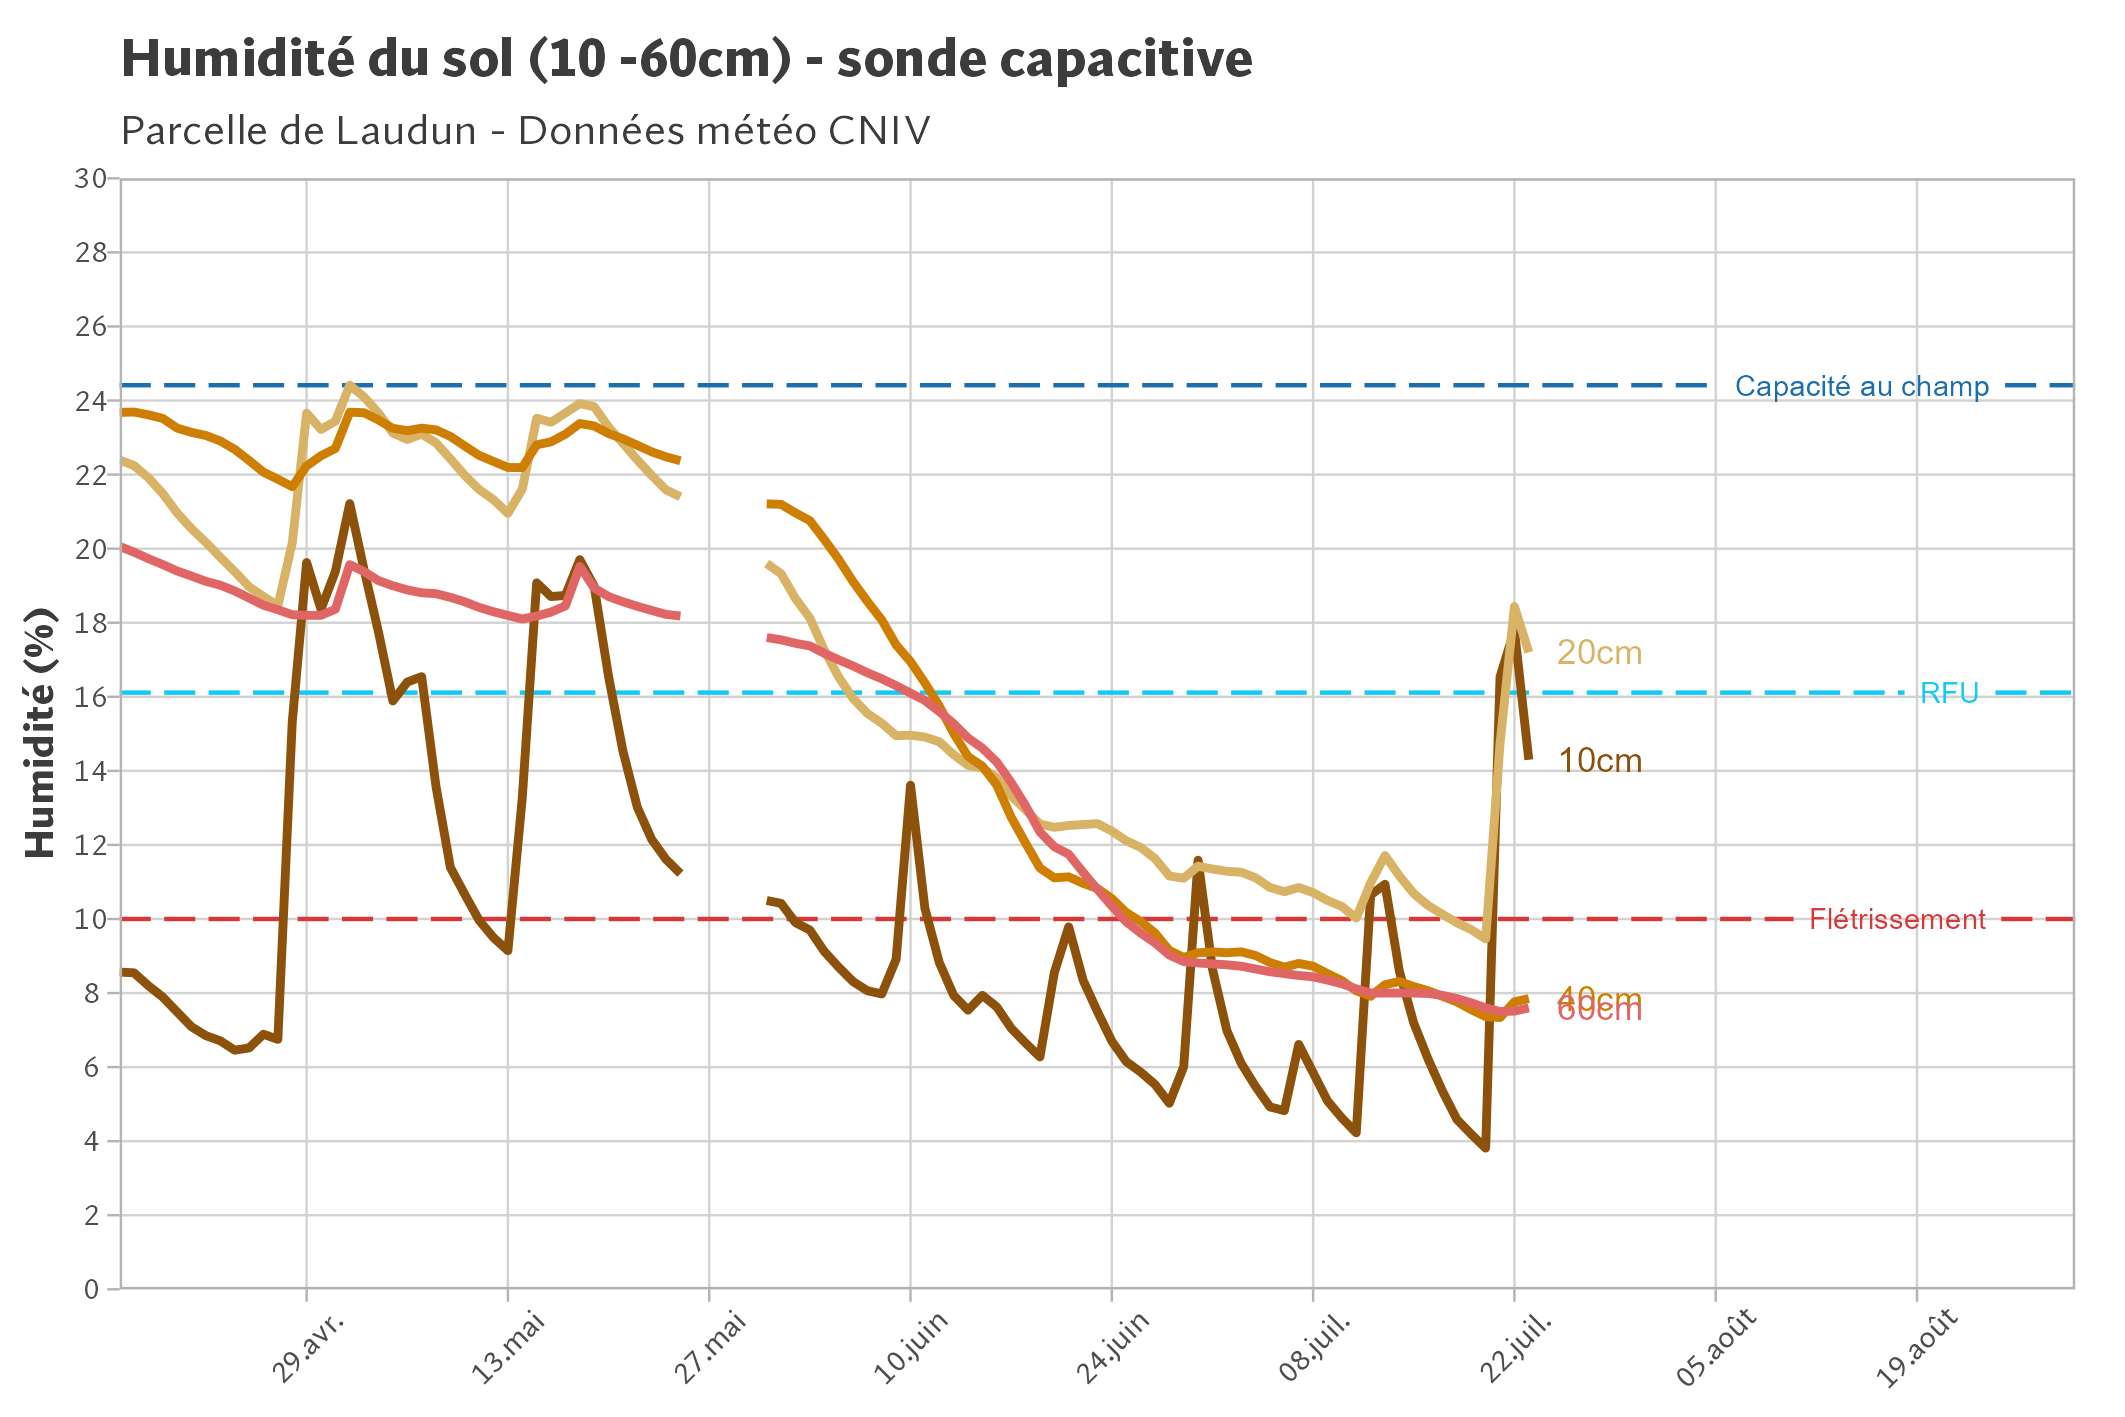 Humidité du sol (10 -60cm) - sonde capacitive
Parcelle de Laudun - Données météo CNIV
Humidité (%)
30
28
26
24
22
20
18
16
14
12
10
8
6
4
2
0
Capacité au champ
20cm
RFU
10cm
Flétrissement
40cm
60cm
29.avr.
13.mai
27.mai
10.juin
24.juin
08.juil.
22.juil.
05.août
19.août